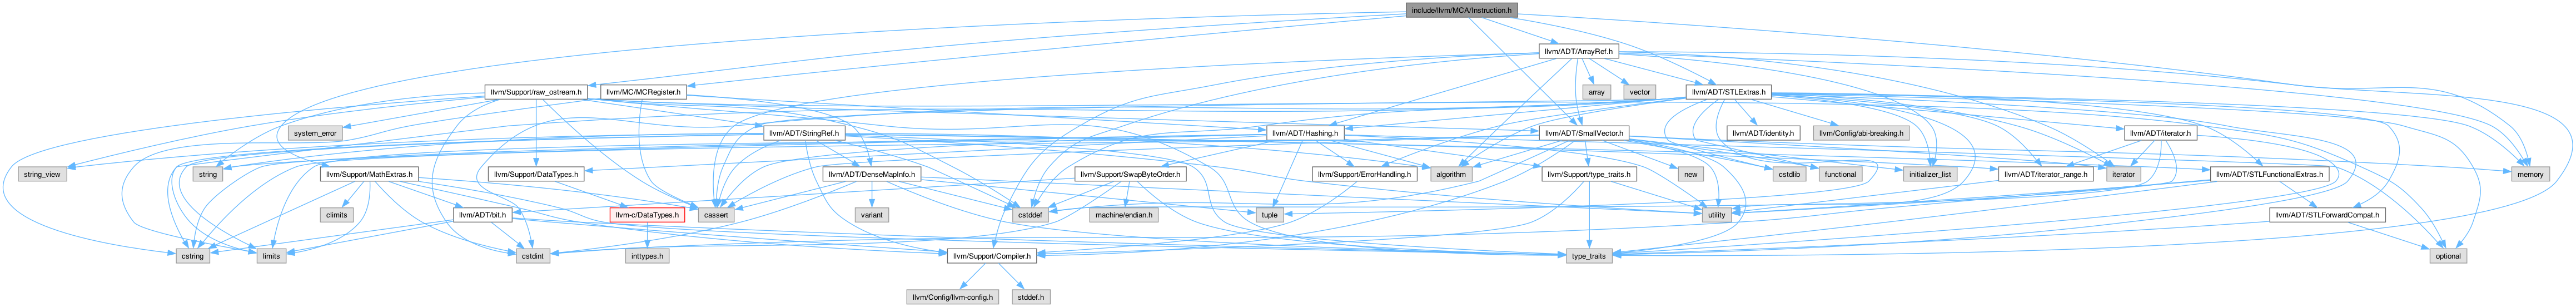 include/llvm/MCA/Instruction.h
llvm/ADT/ArrayRef.h
llvm/Support/raw_ostream.h
llvm/MC/MCRegister.h
array
vector
llvm/ADT/STLExtras.h
system_error
llvm/ADT/StringRef.h
llvm/ADT/Hashing.h
llvm/ADT/SmallVector.h
llvm/ADT/identity.h
llvm/Config/abi-breaking.h
llvm/ADT/iterator.h
string_view
string
llvm/Support/MathExtras.h
llvm/Support/DataTypes.h
llvm/ADT/DenseMapInfo.h
llvm/Support/SwapByteOrder.h
llvm/Support/ErrorHandling.h
algorithm
llvm/Support/type_traits.h
new
cstdlib
functional
initializer_list
llvm/ADT/iterator_range.h
iterator
llvm/ADT/STLFunctionalExtras.h
memory
climits
llvm/ADT/bit.h
llvm-c/DataTypes.h
cassert
variant
cstddef
machine/endian.h
tuple
utility
llvm/ADT/STLForwardCompat.h
cstring
limits
cstdint
inttypes.h
llvm/Support/Compiler.h
type_traits
optional
llvm/Config/llvm-config.h
stddef.h